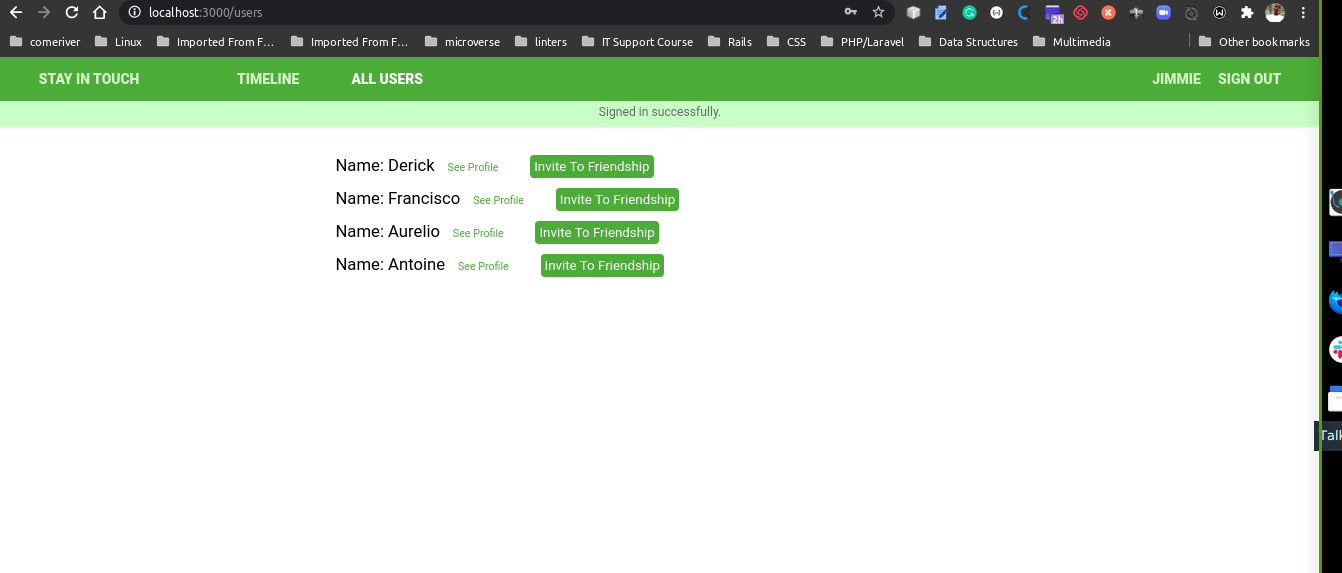 localhost:3000/users
2h
comeriver Linux Imported From F... Imported From F... microverse linters IT Support Course Rails CSS PHP/Laravel Data Structures Multimedia Other bookmarks
STAY IN TOUCH TIMELINE ALL USERS JIMMIE SIGN OUT
Signed in successfully.
Name: Derick See Profile Invite To Friendship
Name: Francisco See Profile Invite To Friendship
Name: Aurelio See Profile Invite To Friendship
Name: Antoine See Profile Invite To Friendship